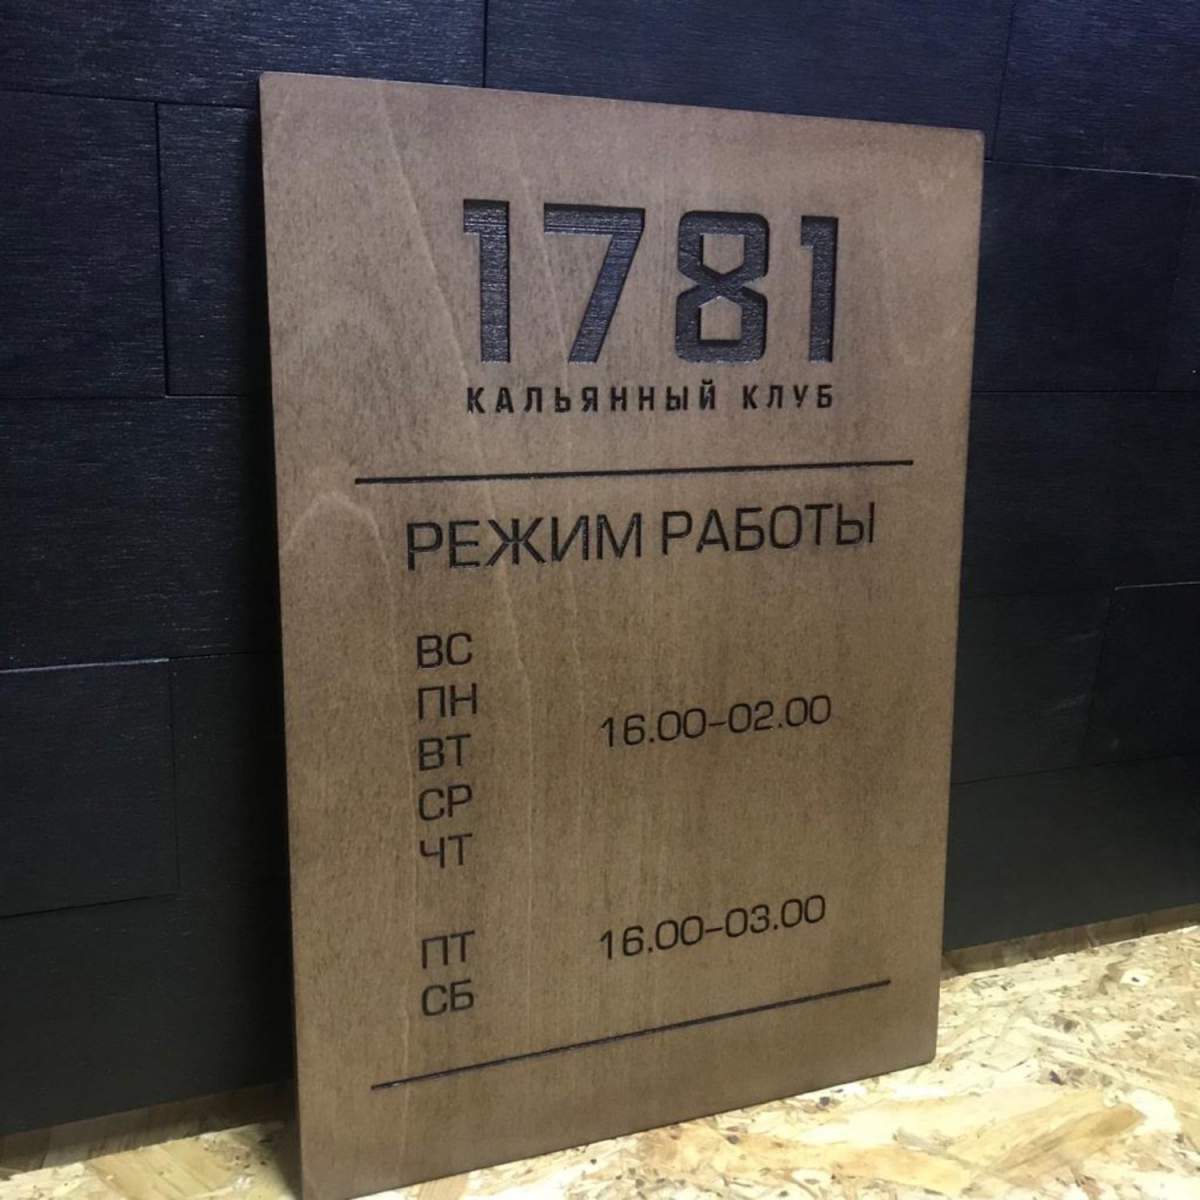 1781
КАЛЬЯННЫЙ КЛУБ
РЕЖИМ РАБОТЫ
ВС
ПН
16.00-02.00
ВТ
СР
ЧТ
ПТ
16.00-03.00
СБ